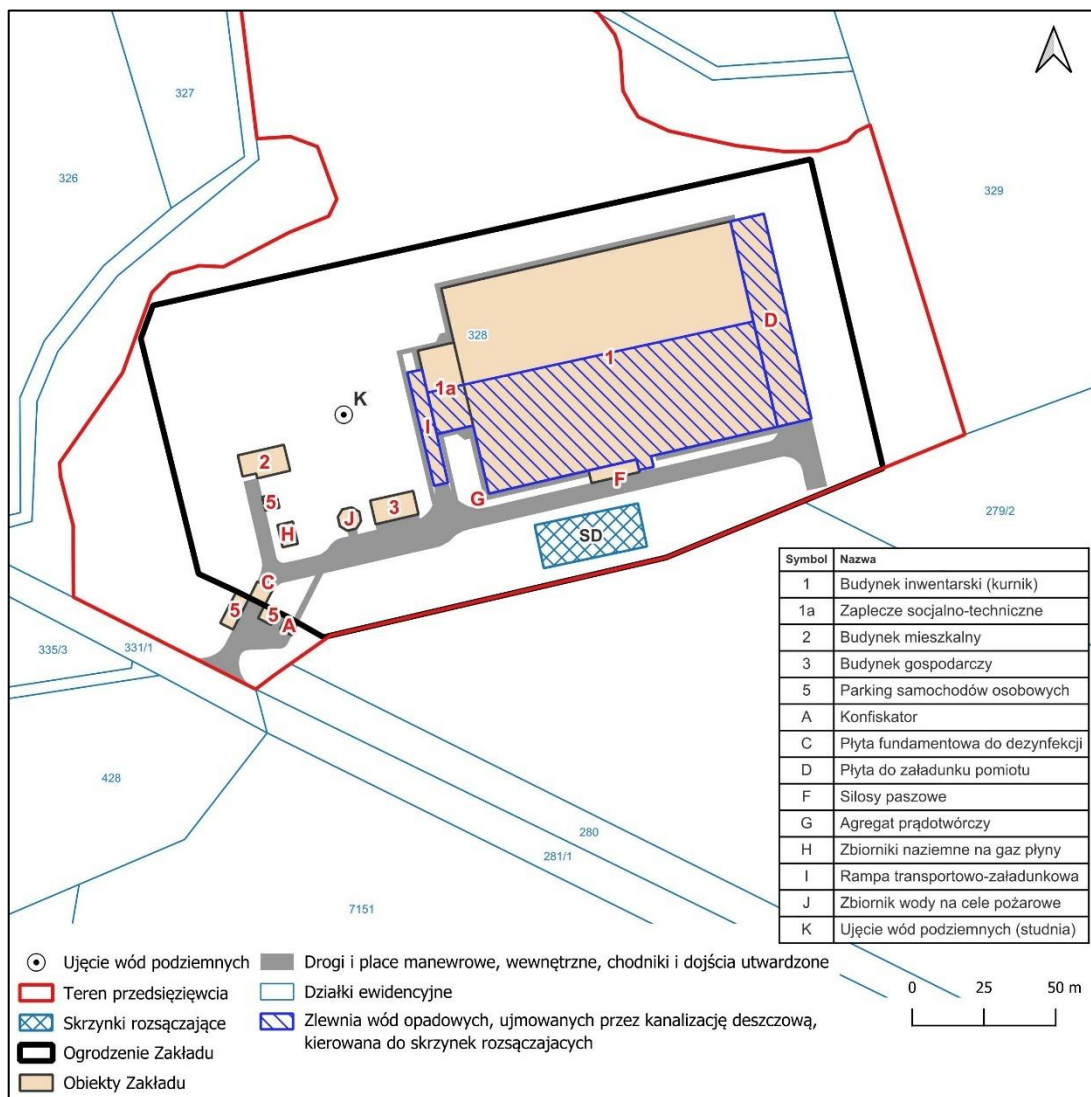 327
326
329
328
K
1
D
1a
I
2
5
H
J
3
G
F
SD
C
5
5
A
279/2
335/3
331/1
428
280
281/1
7151
Symbol Nazwa
1 Budynek inwentarski (kurnik)
1a Zaplecze socjalno-techniczne
2 Budynek mieszkalny
3 Budynek gospodarczy
5 Parking samochodów osobowych
A Konfiskator
C Płyta fundamentowa do dezynfekcji
D Płyta do załadunku pomiotu
F Silosy paszowe
G Agregat prądotwórczy
H Zbiorniki naziemne na gaz płyny
I Rampa transportowo-załadunkowa
J Zbiornik wody na cele pożarowe
K Ujęcie wód podziemnych (studnia)
Ujęcie wód podziemnych
Teren przedsięzięwcia
Skrzynki rozsączające
Ogrodzenie Zakładu
Obiekty Zakładu
Drogi i place manewrowe, wewnętrzne, chodniki i dojścia utwardzone
Działki ewidencyjne
Zlewnia wód opadowych, ujmowanych przez kanalizację deszczową,
kierowana do skrzynek rozsączajacych
0 25 50 m